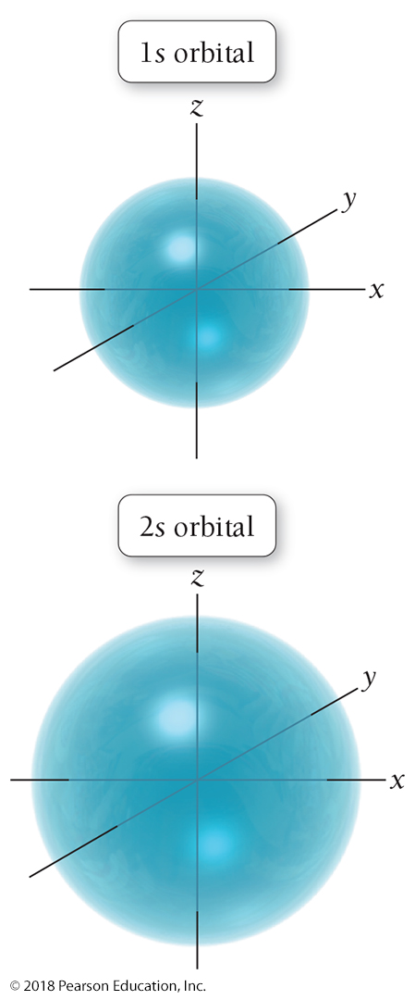 1s orbital
z
y
x
2s orbital
z
y
x
© 2018 Pearson Education, Inc.